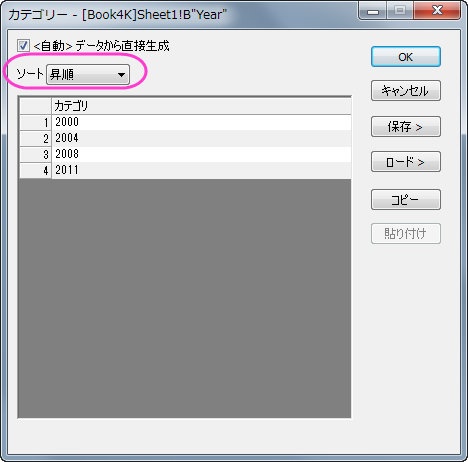 カテゴリー - [Book4K]Sheet1!B"Year"
<自動>データから直接生成
ソート 昇順
カテゴリ
1 2000
2 2004
3 2008
4 2011
OK
キャンセル
保存 >
ロード >
コピー
貼り付け